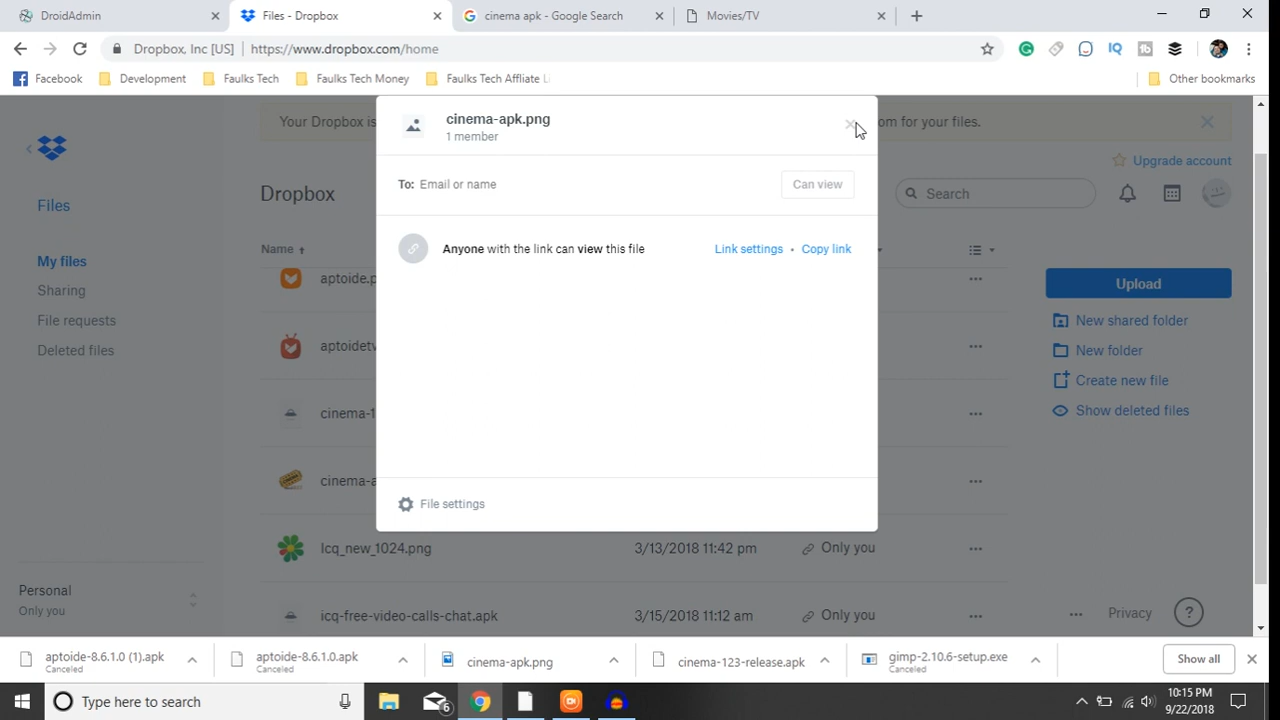 DroidAdmin
Files - Dropbox
cinema apk - Google Search
Movies/TV
Dropbox, Inc [US]
https://www.dropbox.com/home
IQ
Facebook
Development
Faulks Tech
Faulks Tech Money
Faulks Tech Affliate Li
Other bookmarks
Your Dropbox is
om for your files.
cinema-apk.png
1 member
Upgrade account
To: Email or name
Can view
Files
Dropbox
Search
Anyone with the link can view this file
Link settings • Copy link
Name
My files
aptoide.p
Upload
Sharing
File requests
New shared folder
Deleted files
aptoidetv
New folder
Create new file
cinema-1
Show deleted files
cinema-a
File settings
Icq_new_1024.png
3/13/2018 11:42 pm
Only you
Personal
Only you
icq-free-video-calls-chat.apk
3/15/2018 11:12 am
Only you
Privacy
?
aptoide-8.6.1.0 (1).apk
Canceled
aptoide-8.6.1.0.apk
Canceled
cinema-apk.png
cinema-123-release.apk
gimp-2.10.6-setup.exe
Canceled
Show all
Type here to search
6
10:15 PM
9/22/2018